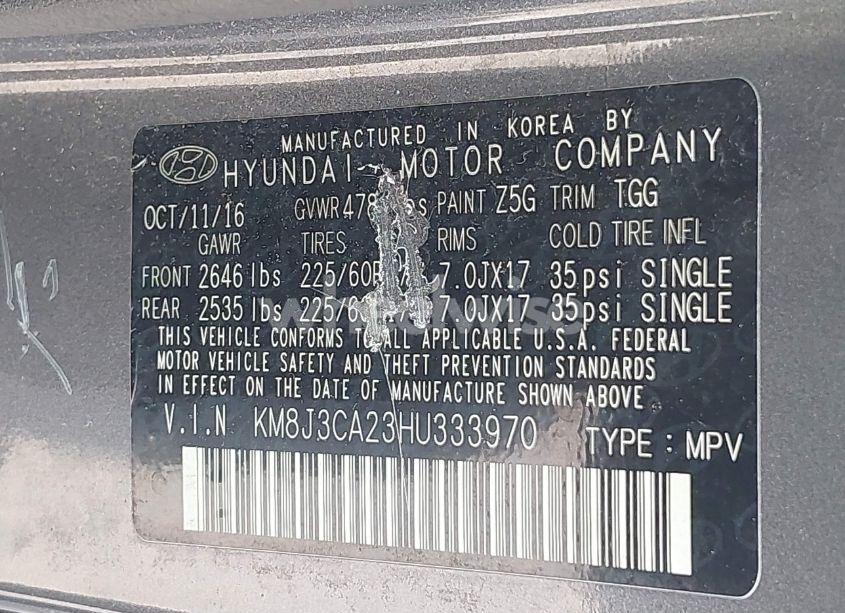 MANUFACTURED IN KOREA BY
HYUNDAI MOTOR COMPANY
OCT/11/16 GVWR PAINT Z5G TRIM TGG
GAWR TIRES RIMS COLD TIRE INFL
FRONT 2646 lbs 7.0JX17 35psi SINGLE
REAR 2535 lbs 7.0JX17 35psi SINGLE
THIS VEHICLE CONFORMS TO ALL APPLICABLE U.S.A. FEDERAL
MOTOR VEHICLE SAFETY AND THEFT PREVENTION STANDARDS
IN EFFECT ON THE DATE OF MANUFACTURE SHOWN ABOVE
V.I.N KM8J3CA23HU333970 TYPE : MPV